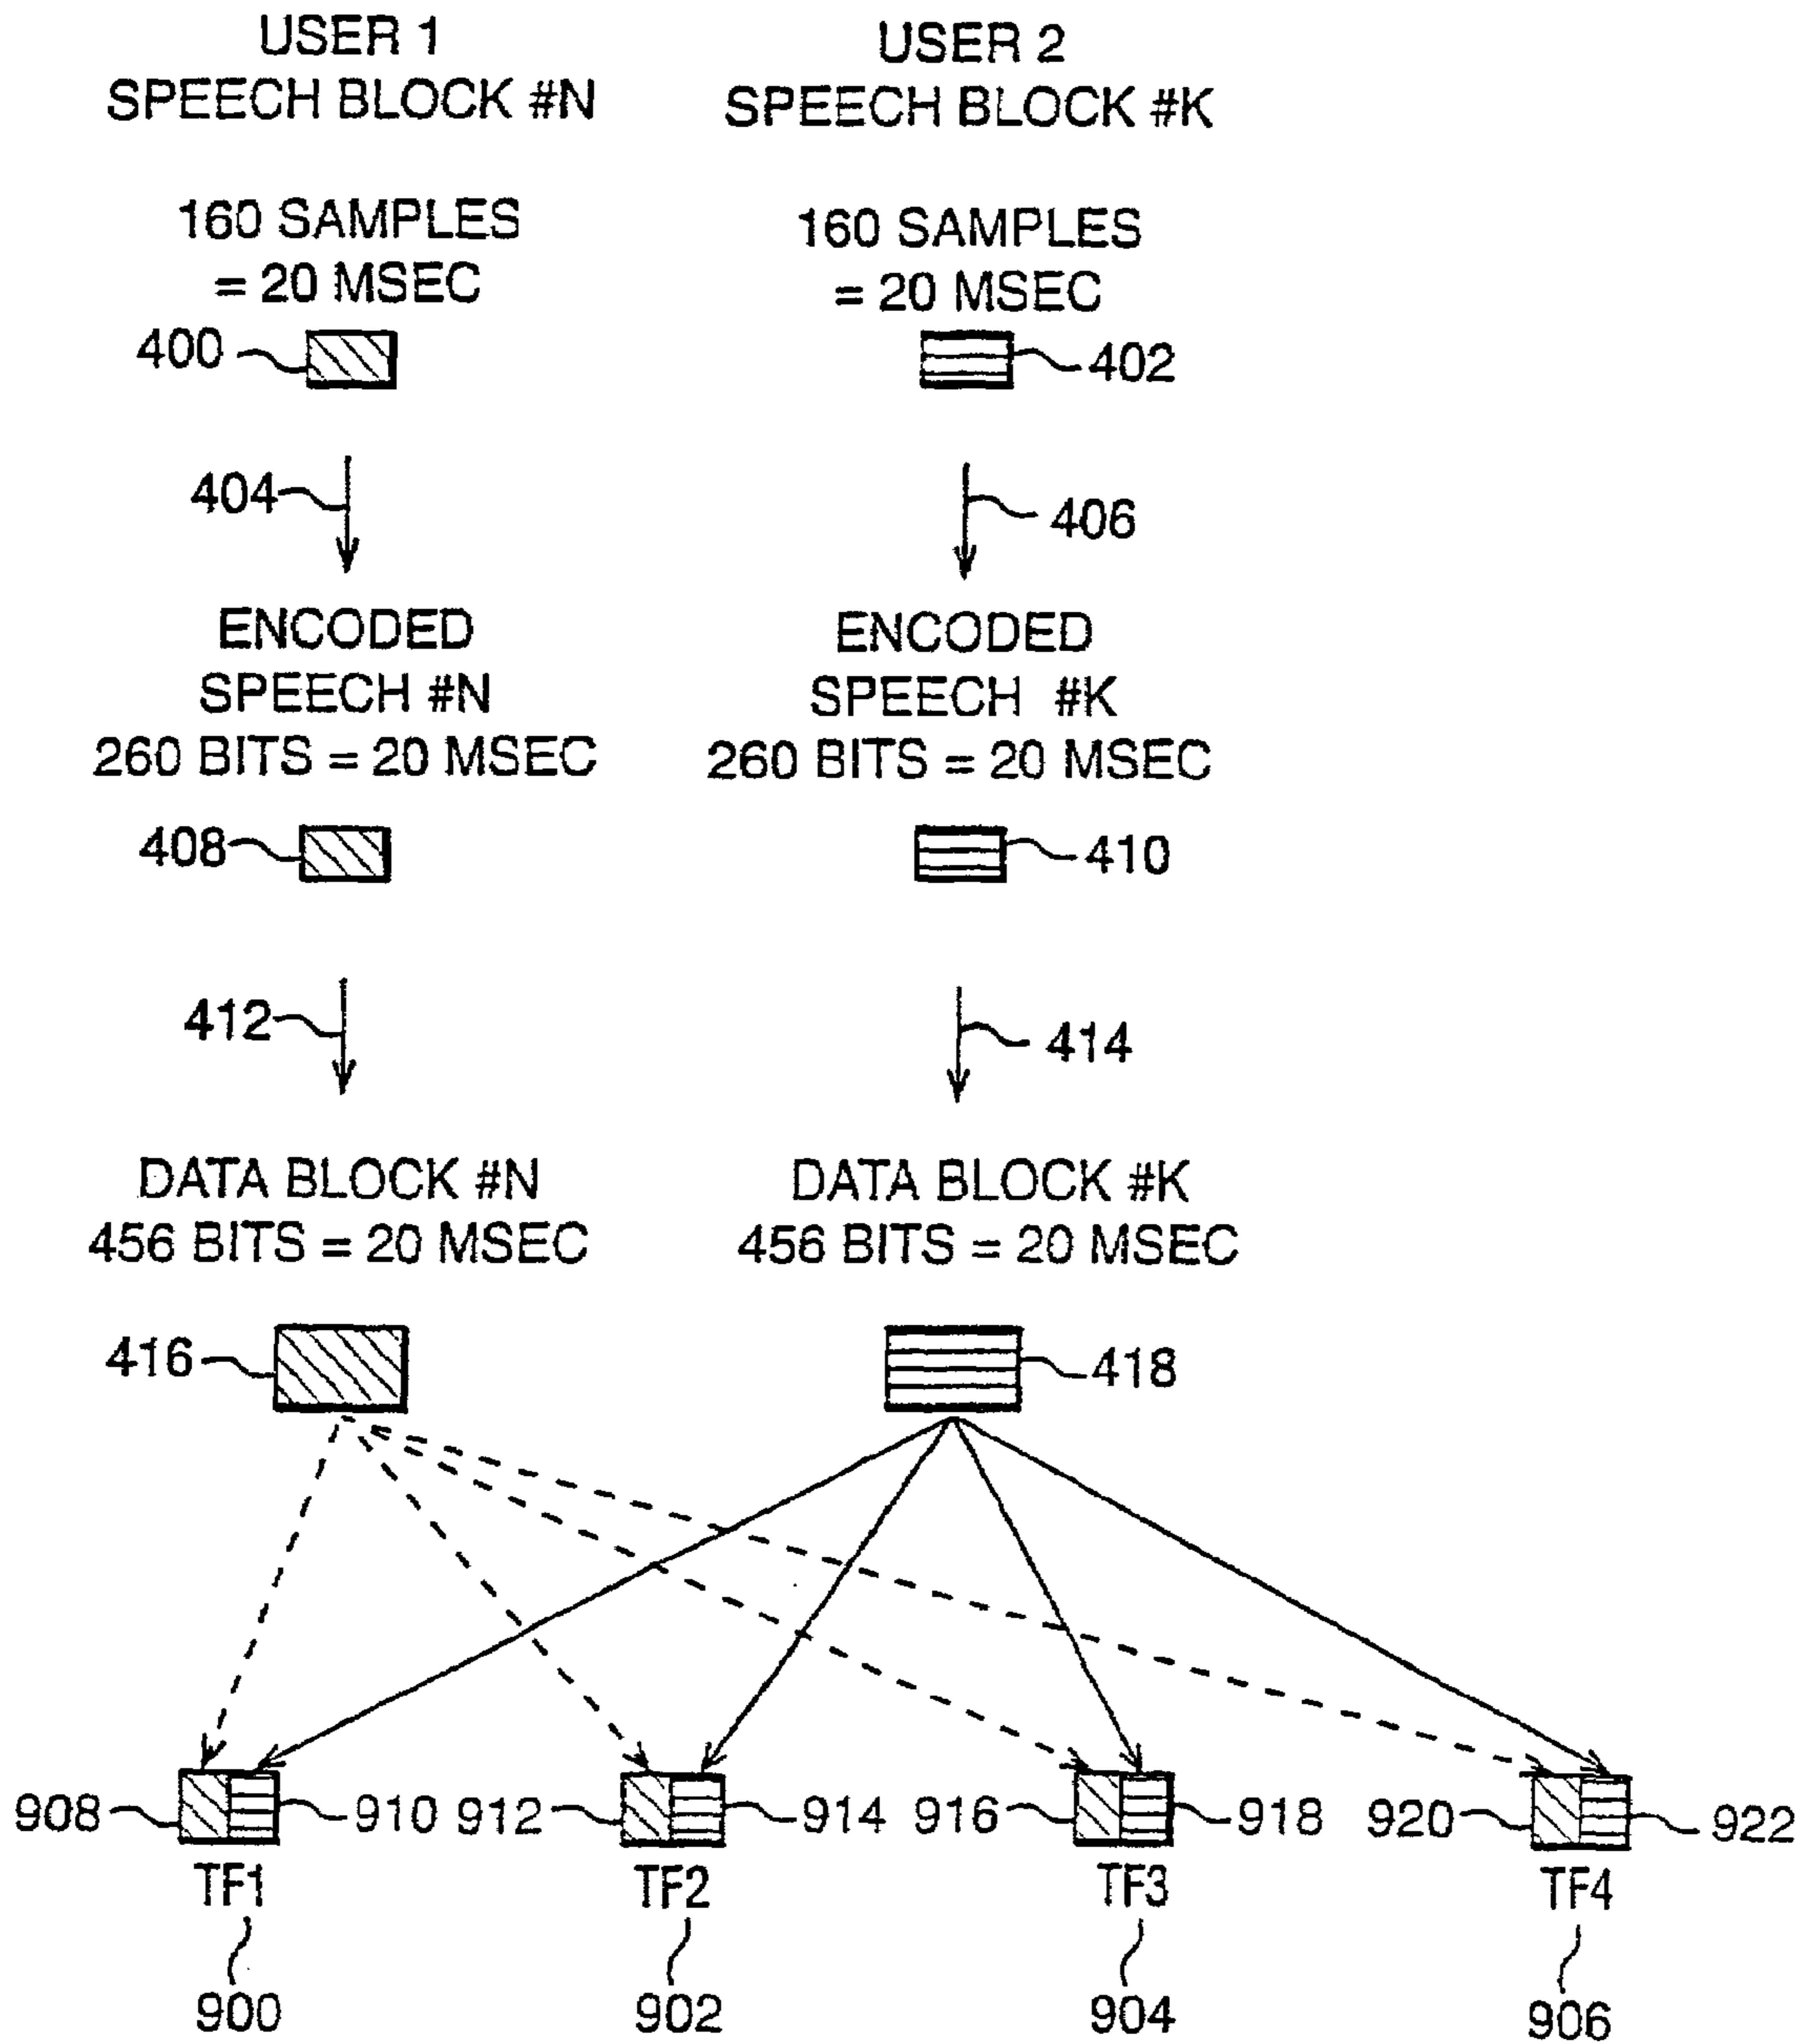 USER 1
SPEECH BLOCK #N
USER 2
SPEECH BLOCK #K
160 SAMPLES
= 20 MSEC
160 SAMPLES
= 20 MSEC
400
402
404
406
ENCODED
SPEECH #N
260 BITS = 20 MSEC
ENCODED
SPEECH #K
260 BITS = 20 MSEC
408
410
412
414
DATA BLOCK #N
456 BITS = 20 MSEC
DATA BLOCK #K
456 BITS = 20 MSEC
416
418
908
910
912
914
916
918
920
922
TF1
TF2
TF3
TF4
900
902
904
906